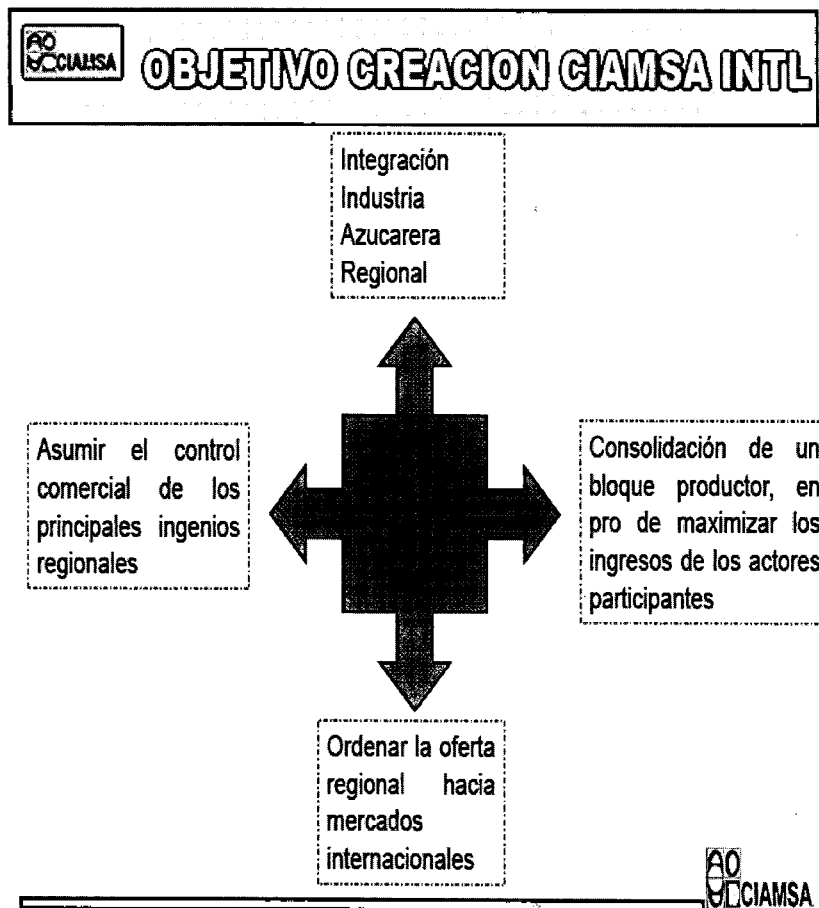 CIAMSA
OBJETIVO CREACION CIAMSA INTL
Integración
Industria
Azucarera
Regional
Asumir el control
comercial de los
principales ingenios
regionales
Consolidación de un
bloque productor, en
pro de maximizar los
ingresos de los actores
participantes
Ordenar la oferta
regional hacia
mercados
internacionales
CIAMSA